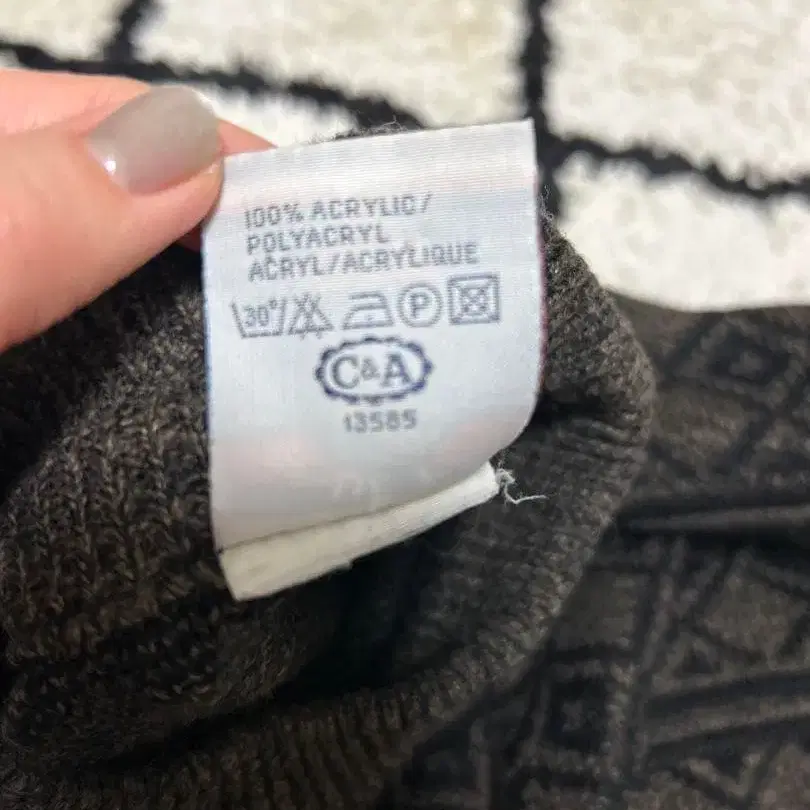 100% ACRYLIC/
POLYACRYL
ACRYL/ACRYLIQUE
30° P
C&A
13585